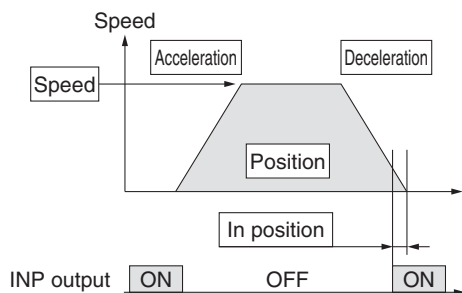 Speed
Acceleration
Deceleration
Speed
Position
In position
INP output
ON
OFF
ON